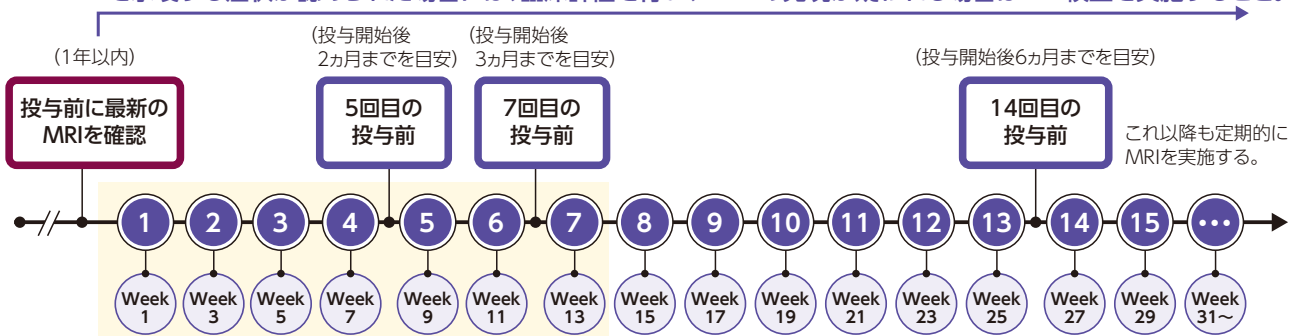 (1年以内)
(投与開始後
2ヵ月までを目安)
(投与開始後
3ヵ月までを目安)
(投与開始後6ヵ月までを目安)
投与前に最新の
MRIを確認
5回目の
投与前
7回目の
投与前
14回目の
投与前
これ以降も定期的に
MRIを実施する。
1 2 3 4 5 6 7 8 9 10 11 12 13 14 15 …
Week Week Week Week Week Week Week Week Week Week Week Week Week Week Week Week
1 3 5 7 9 11 13 15 17 19 21 23 25 27 29 31～